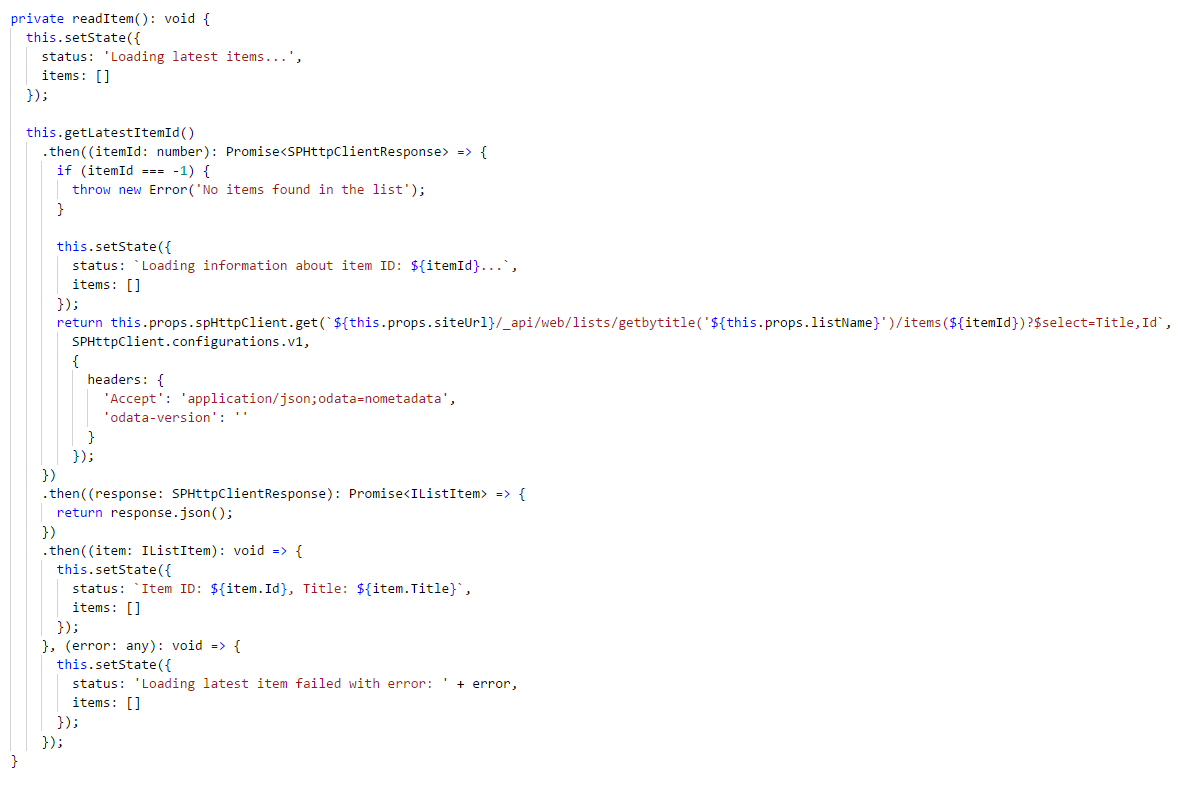 private readItem(): void {
  this.setState({
    status: 'Loading latest items...',
    items: []
  });

  this.getLatestItemId()
    .then((itemId: number): Promise<SPHttpClientResponse> => {
      if (itemId === -1) {
        throw new Error('No items found in the list');
      }

      this.setState({
        status: `Loading information about item ID: ${itemId}...`,
        items: []
      });
      return this.props.spHttpClient.get(`${this.props.siteUrl}/_api/web/lists/getbytitle('${this.props.listName}')/items(${itemId})?$select=Title,Id`,
        SPHttpClient.configurations.v1,
        {
          headers: {
            'Accept': 'application/json;odata=nometadata',
            'odata-version': ''
          }
        });
    })
    .then((response: SPHttpClientResponse): Promise<IListItem> => {
      return response.json();
    })
    .then((item: IListItem): void => {
      this.setState({
        status: `Item ID: ${item.Id}, Title: ${item.Title}`,
        items: []
      });
    }, (error: any): void => {
      this.setState({
        status: 'Loading latest item failed with error: ' + error,
        items: []
      });
    });
}